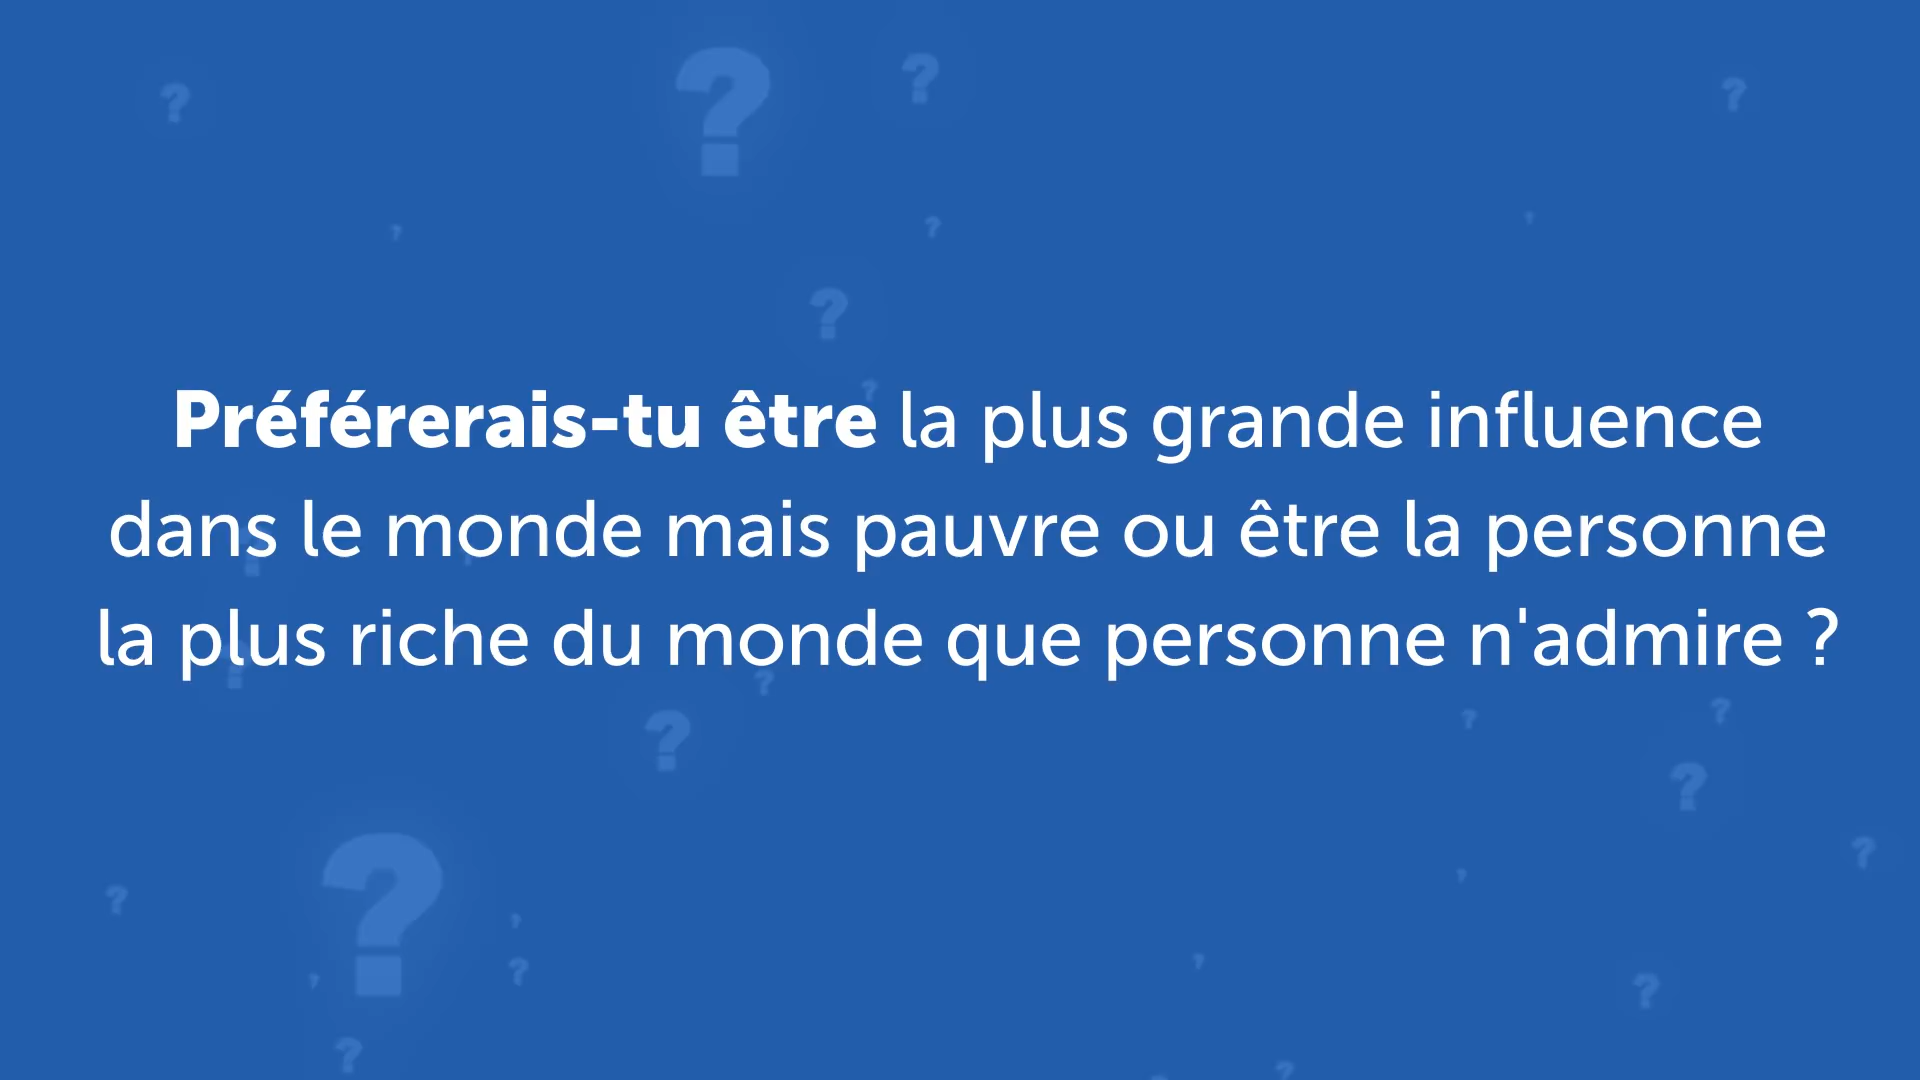 Préférerais-tu être la plus grande influence
dans le monde mais pauvre ou être la personne
la plus riche du monde que personne n'admire ?